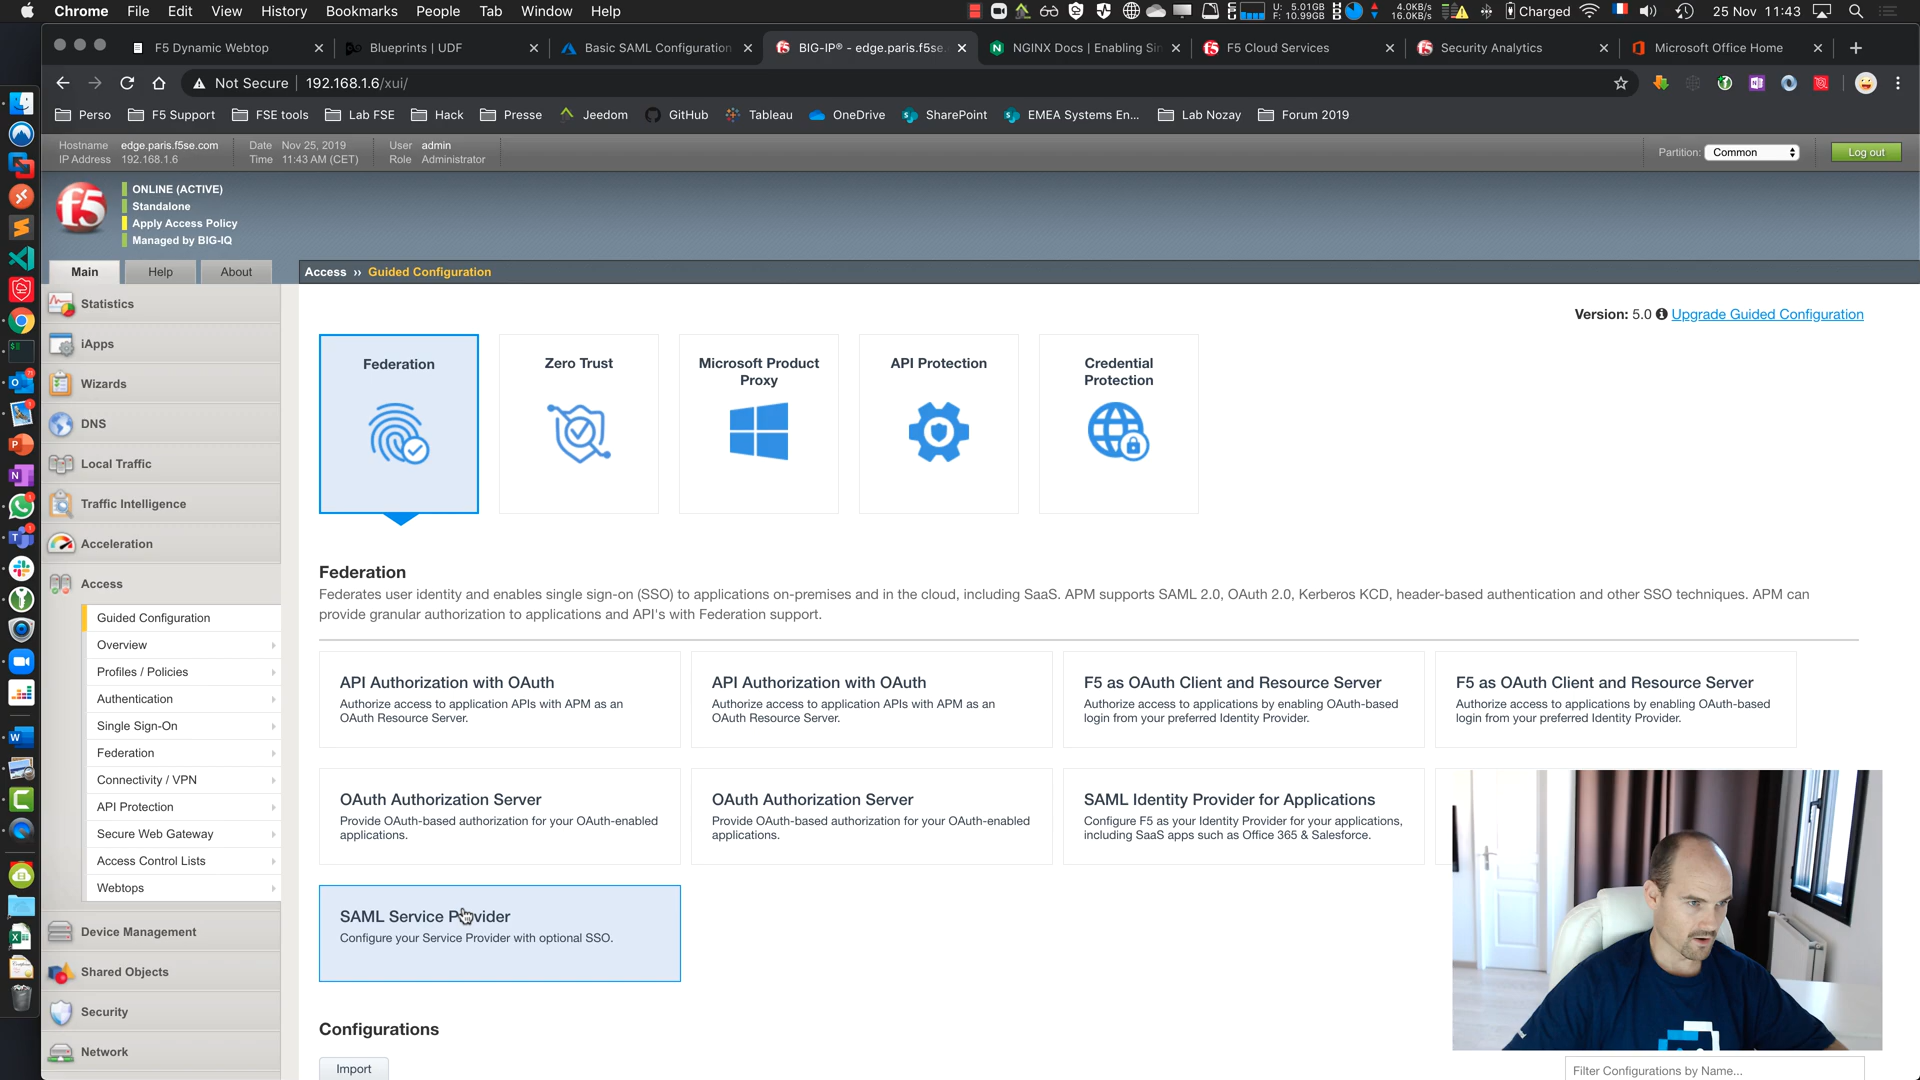 Chrome File Edit View History Bookmarks People Tab Window Help
U: 5.01GB
F: 10.99GB
4.0KB/s
16.0KB/s
Charged
25 Nov 11:43
F5 Dynamic Webtop
Blueprints | UDF
Basic SAML Configuration
BIG-IP® - edge.paris.f5se.
NGINX Docs | Enabling Sin
F5 Cloud Services
Security Analytics
Microsoft Office Home
Not Secure
192.168.1.6/xui/
Perso
F5 Support
FSE tools
Lab FSE
Hack
Presse
Jeedom
GitHub
Tableau
OneDrive
SharePoint
EMEA Systems En...
Lab Nozay
Forum 2019
Hostname edge.paris.f5se.com
IP Address 192.168.1.6
Date Nov 25, 2019
Time 11:43 AM (CET)
User admin
Role Administrator
Partition: Common
Log out
f5
ONLINE (ACTIVE)
Standalone
Apply Access Policy
Managed by BIG-IQ
Main
Help
About
Access ›› Guided Configuration
Statistics
iApps
Wizards
DNS
Local Traffic
Traffic Intelligence
Acceleration
Access
Guided Configuration
Overview
Profiles / Policies
Authentication
Single Sign-On
Federation
Connectivity / VPN
API Protection
Secure Web Gateway
Access Control Lists
Webtops
Device Management
Shared Objects
Security
Network
Version: 5.0 Upgrade Guided Configuration
Federation
Zero Trust
Microsoft Product
Proxy
API Protection
Credential
Protection
Federation
Federates user identity and enables single sign-on (SSO) to applications on-premises and in the cloud, including SaaS. APM supports SAML 2.0, OAuth 2.0, Kerberos KCD, header-based authentication and other SSO techniques. APM can
provide granular authorization to applications and API's with Federation support.
API Authorization with OAuth
Authorize access to application APIs with APM as an
OAuth Resource Server.
API Authorization with OAuth
Authorize access to application APIs with APM as an
OAuth Resource Server.
F5 as OAuth Client and Resource Server
Authorize access to applications by enabling OAuth-based
login from your preferred Identity Provider.
F5 as OAuth Client and Resource Server
Authorize access to applications by enabling OAuth-based
login from your preferred Identity Provider.
OAuth Authorization Server
Provide OAuth-based authorization for your OAuth-enabled
applications.
OAuth Authorization Server
Provide OAuth-based authorization for your OAuth-enabled
applications.
SAML Identity Provider for Applications
Configure F5 as your Identity Provider for your applications,
including SaaS apps such as Office 365 & Salesforce.
SAML Service Provider
Configure your Service Provider with optional SSO.
Configurations
Import
Filter Configurations by Name...